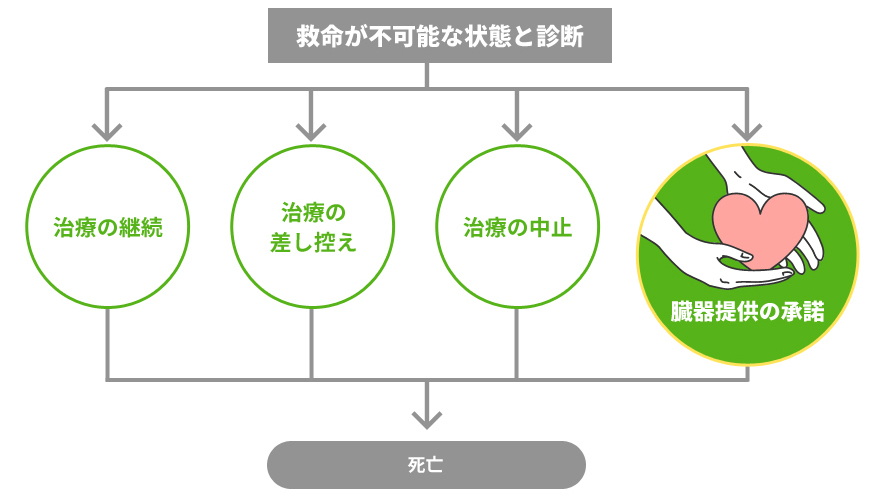 救命が不可能な状態と診断
治療の継続
治療の
差し控え
治療の中止
臓器提供の承諾
死亡